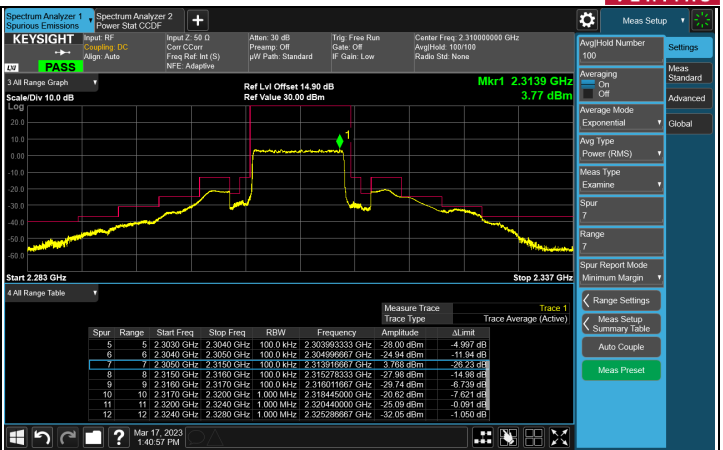 Spectrum Analyzer 1
Spurious Emissions
Spectrum Analyzer 2
Power Stat CCDF
Meas Setup
KEYSIGHT
Input: RF
Coupling: DC
Align: Auto
Input Z: 50 Ω
Corr CCorr
Freq Ref: Int (S)
NFE: Adaptive
Atten: 30 dB
Preamp: Off
µW Path: Standard
Trig: Free Run
Gate: Off
IF Gain: Low
Center Freq: 2.310000000 GHz
Avg|Hold: 100/100
Radio Std: None
LXI
PASS
3 All Range Graph
Scale/Div 10.0 dB
Ref Lvl Offset 14.90 dB
Ref Value 30.00 dBm
Mkr1 2.3139 GHz
3.77 dBm
Log
20.0
10.0
0.00
-10.0
-20.0
-30.0
-40.0
-50.0
-60.0
1
Start 2.283 GHz
Stop 2.337 GHz
4 All Range Table
Measure Trace Trace 1
Trace Type Trace Average (Active)
Spur Range Start Freq Stop Freq RBW Frequency Amplitude ΔLimit
5 5 2.3030 GHz 2.3040 GHz 100.0 kHz 2.303993333 GHz -28.00 dBm -4.997 dB
6 6 2.3040 GHz 2.3050 GHz 100.0 kHz 2.304996667 GHz -24.94 dBm -11.94 dB
7 7 2.3050 GHz 2.3150 GHz 100.0 kHz 2.313916667 GHz 3.768 dBm -26.23 dB
8 8 2.3150 GHz 2.3160 GHz 100.0 kHz 2.315278333 GHz -27.98 dBm -14.98 dB
9 9 2.3160 GHz 2.3170 GHz 100.0 kHz 2.316011667 GHz -29.74 dBm -6.739 dB
10 10 2.3170 GHz 2.3200 GHz 1.000 MHz 2.318445000 GHz -20.62 dBm -7.621 dB
11 11 2.3200 GHz 2.3240 GHz 1.000 MHz 2.320440000 GHz -25.09 dBm -0.091 dB
12 12 2.3240 GHz 2.3280 GHz 1.000 MHz 2.325286667 GHz -32.05 dBm -1.050 dB
Mar 17, 2023
1:40:57 PM
Avg|Hold Number
100
Averaging
On
Off
Average Mode
Exponential
Avg Type
Power (RMS)
Meas Type
Examine
Spur
7
Range
7
Spur Report Mode
Minimum Margin
Range Settings
Meas Setup
Summary Table
Auto Couple
Meas Preset
Settings
Meas
Standard
Advanced
Global